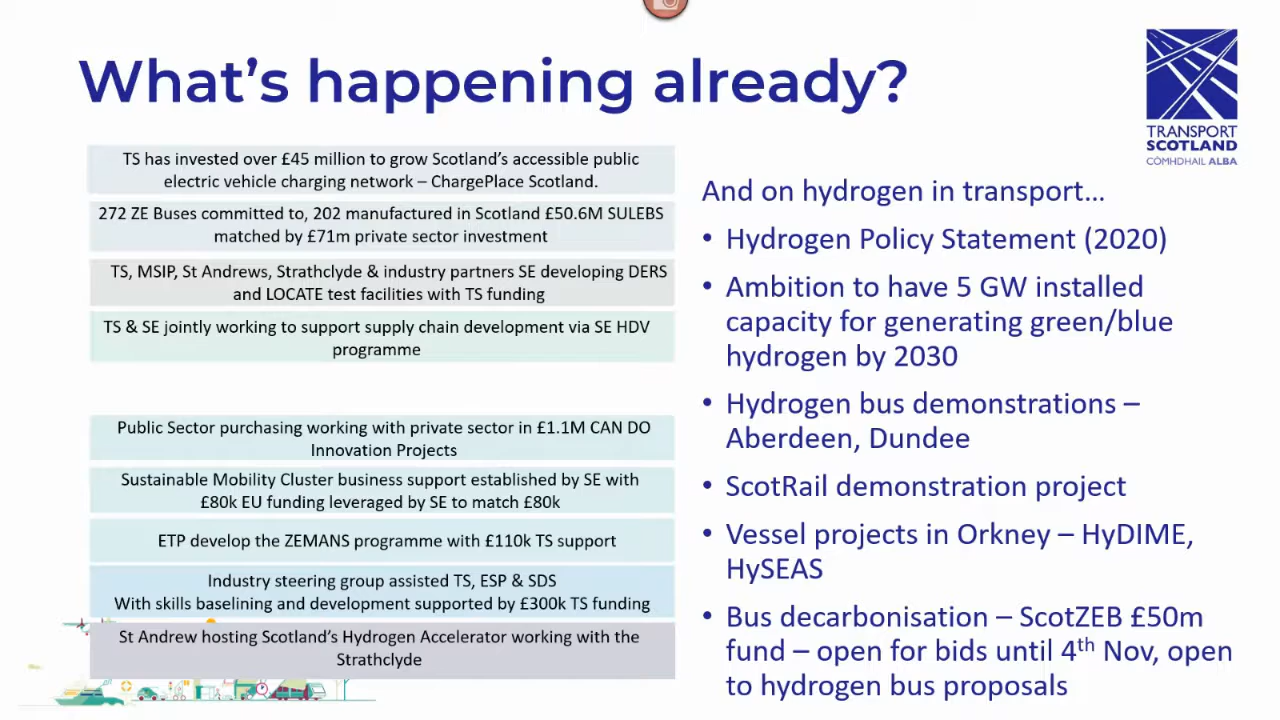 What's happening already?
TRANSPORT
SCOTLAND
CÒMHDHAIL ALBA
TS has invested over £45 million to grow Scotland's accessible public
electric vehicle charging network – ChargePlace Scotland.
272 ZE Buses committed to, 202 manufactured in Scotland £50.6M SULEBS
matched by £71m private sector investment
TS, MSIP, St Andrews, Strathclyde & industry partners SE developing DERS
and LOCATE test facilities with TS funding
TS & SE jointly working to support supply chain development via SE HDV
programme
Public Sector purchasing working with private sector in £1.1M CAN DO
Innovation Projects
Sustainable Mobility Cluster business support established by SE with
£80k EU funding leveraged by SE to match £80k
ETP develop the ZEMANS programme with £110k TS support
Industry steering group assisted TS, ESP & SDS
With skills baselining and development supported by £300k TS funding
St Andrew hosting Scotland's Hydrogen Accelerator working with the
Strathclyde
And on hydrogen in transport...
• Hydrogen Policy Statement (2020)
• Ambition to have 5 GW installed
capacity for generating green/blue
hydrogen by 2030
• Hydrogen bus demonstrations –
Aberdeen, Dundee
• ScotRail demonstration project
• Vessel projects in Orkney – HyDIME,
HySEAS
• Bus decarbonisation – ScotZEB £50m
fund – open for bids until 4th Nov, open
to hydrogen bus proposals